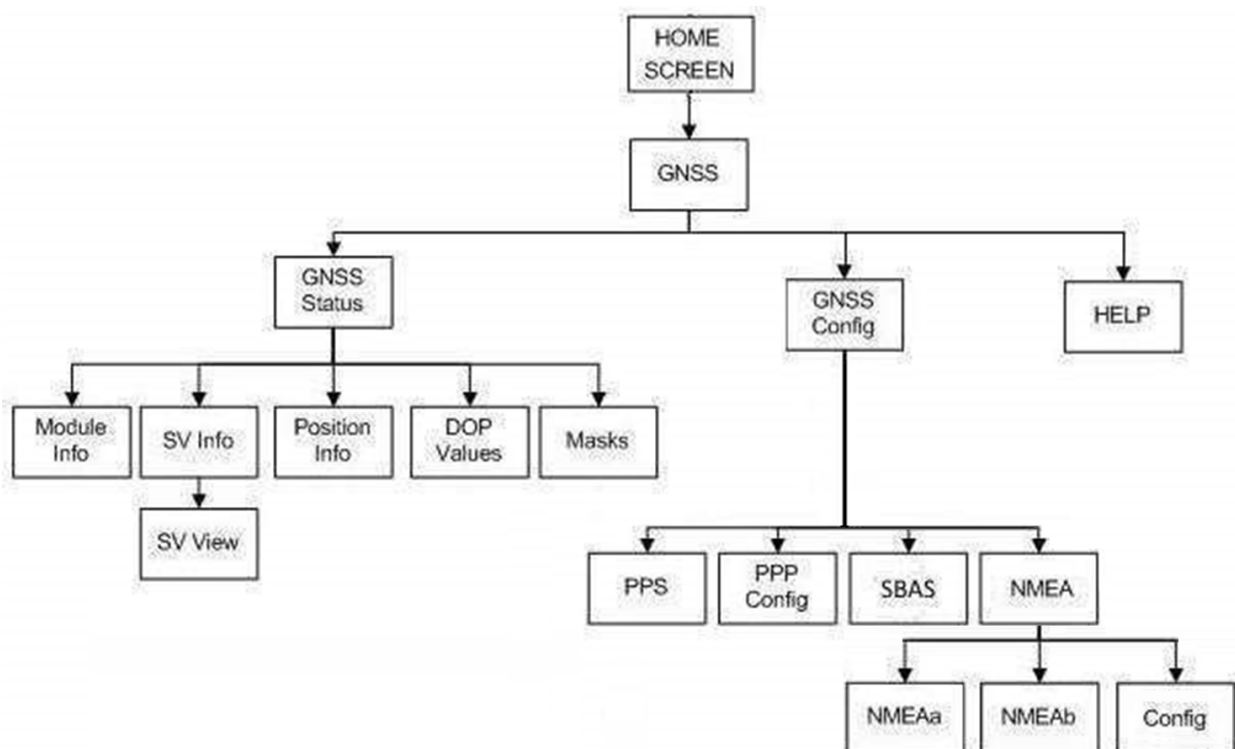 HOME
SCREEN
GNSS
GNSS
Status
GNSS
Config
HELP
Module
Info
SV Info
Position
Info
DOP
Values
Masks
SV View
PPS
PPP
Config
SBAS
NMEA
NMEAa
NMEAb
Config